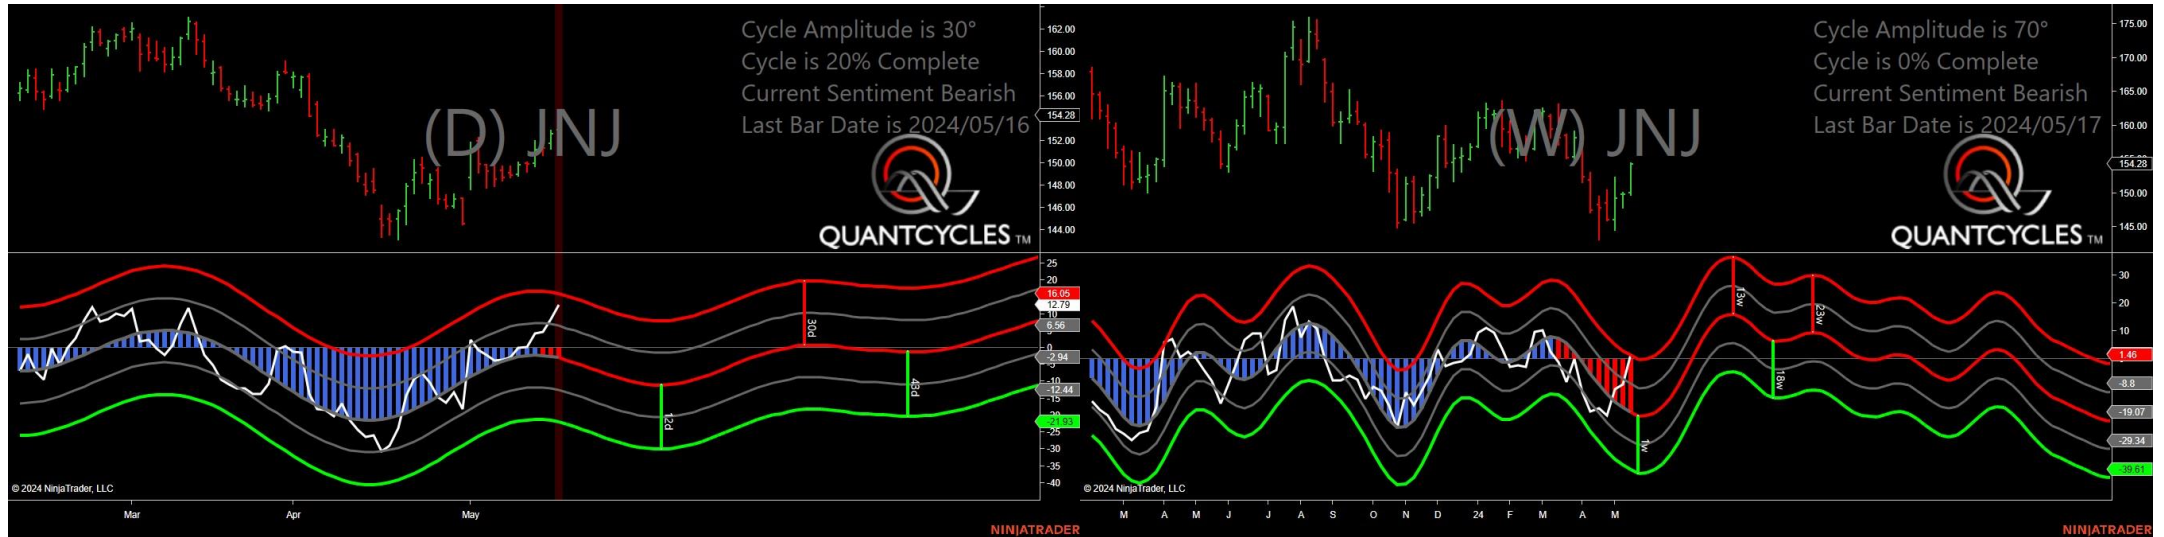 Cycle Amplitude is 30°
Cycle is 20% Complete
Current Sentiment Bearish
Last Bar Date is 2024/05/16
(D) JNJ
QUANTCYCLES TM
162.00
160.00
158.00
156.00
154.28
152.00
150.00
148.00
146.00
144.00
25
20
16.05
12.79
6.56
0
-2.94
-10
-12.44
-21.93
-25
-30
-35
-40
30d
12d
43d
© 2024 NinjaTrader, LLC
Mar Apr May
NINJATRADER
Cycle Amplitude is 70°
Cycle is 0% Complete
Current Sentiment Bearish
Last Bar Date is 2024/05/17
(W) JNJ
QUANTCYCLES TM
175.00
170.00
165.00
160.00
154.28
150.00
145.00
30
20
10
1.46
-8.8
-19.07
-29.34
-39.61
13w
23w
18w
1w
© 2024 NinjaTrader, LLC
M A M J J A S O N D 24 F M A M
NINJATRADER